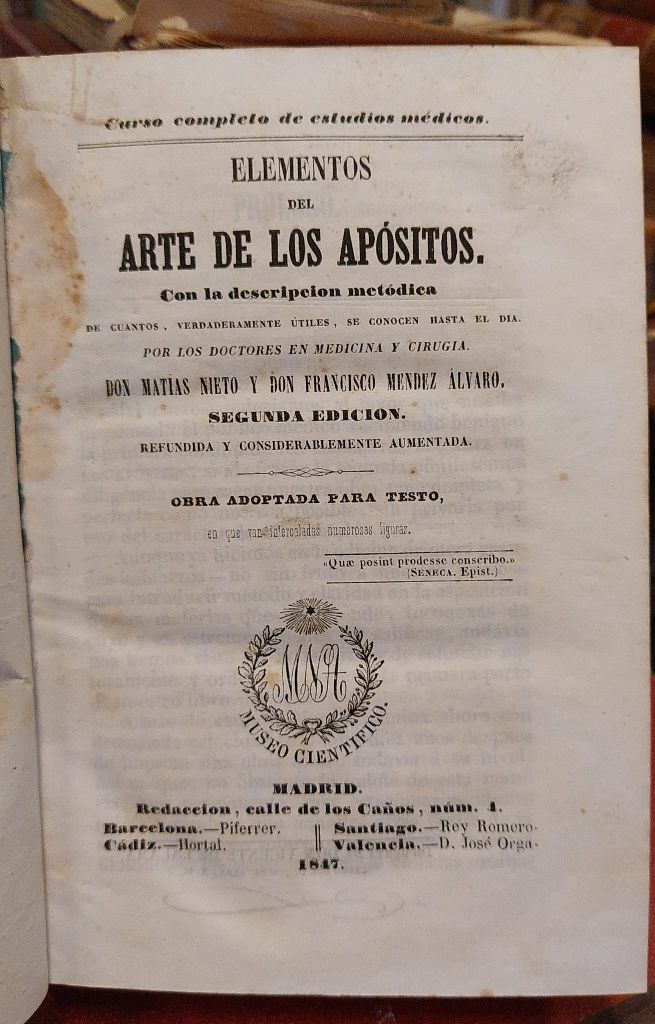 Curso completo de estudios médicos.
ELEMENTOS
DEL
ARTE DE LOS APÓSITOS.
Con la descripcion metódica
DE CUANTOS, VERDADERAMENTE ÚTILES, SE CONOCEN HASTA EL DIA.
POR LOS DOCTORES EN MEDICINA Y CIRUGIA.
DON MATÍAS NIETO Y DON FRANCISCO MENDEZ ÁLVARO.
SEGUNDA EDICION.
REFUNDIDA Y CONSIDERABLEMENTE AUMENTADA.
OBRA ADOPTADA PARA TESTO,
en que van intercaladas numerosas figuras.
«Quæ posint prodesse conscribo.»
(SENECA. Epist.)
MNA
MUSEO CIENTIFICO.
MADRID.
Redaccion, calle de los Caños, núm. 4.
Barcelona.—Piferrer. Santiago.—Rey Romero.
Cádiz.—Hortal. Valencia.—D. José Orga.
1847.